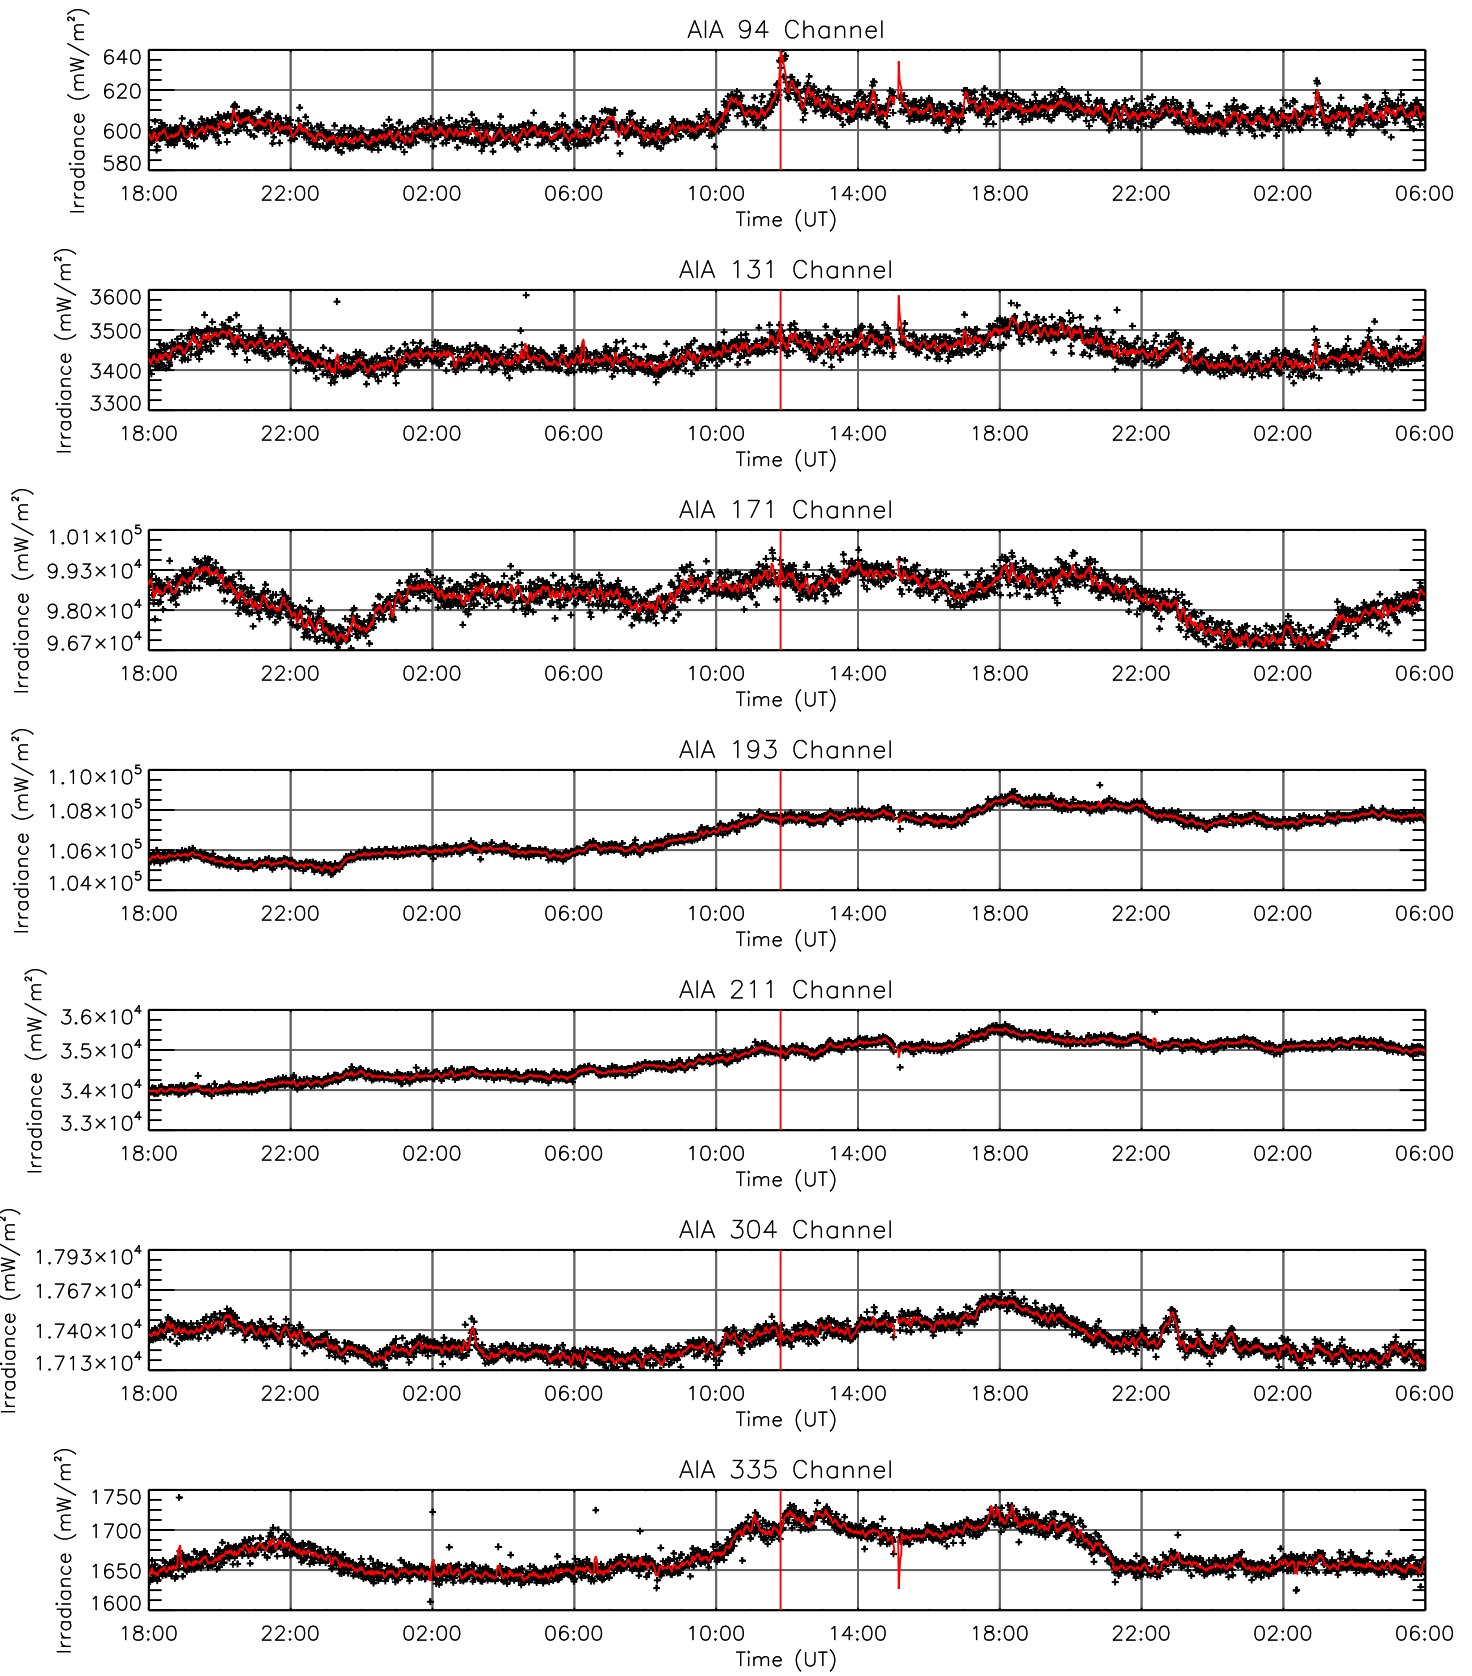 AIA 94 Channel
Irradiance (mW/m²)
640
620
600
580
18:00 22:00 02:00 06:00 10:00 14:00 18:00 22:00 02:00 06:00
Time (UT)
AIA 131 Channel
Irradiance (mW/m²)
3600
3500
3400
3300
18:00 22:00 02:00 06:00 10:00 14:00 18:00 22:00 02:00 06:00
Time (UT)
AIA 171 Channel
Irradiance (mW/m²)
1.01×10⁵
9.93×10⁴
9.80×10⁴
9.67×10⁴
18:00 22:00 02:00 06:00 10:00 14:00 18:00 22:00 02:00 06:00
Time (UT)
AIA 193 Channel
Irradiance (mW/m²)
1.10×10⁵
1.08×10⁵
1.06×10⁵
1.04×10⁵
18:00 22:00 02:00 06:00 10:00 14:00 18:00 22:00 02:00 06:00
Time (UT)
AIA 211 Channel
Irradiance (mW/m²)
3.6×10⁴
3.5×10⁴
3.4×10⁴
3.3×10⁴
18:00 22:00 02:00 06:00 10:00 14:00 18:00 22:00 02:00 06:00
Time (UT)
AIA 304 Channel
Irradiance (mW/m²)
1.793×10⁴
1.767×10⁴
1.740×10⁴
1.713×10⁴
18:00 22:00 02:00 06:00 10:00 14:00 18:00 22:00 02:00 06:00
Time (UT)
AIA 335 Channel
Irradiance (mW/m²)
1750
1700
1650
1600
18:00 22:00 02:00 06:00 10:00 14:00 18:00 22:00 02:00 06:00
Time (UT)